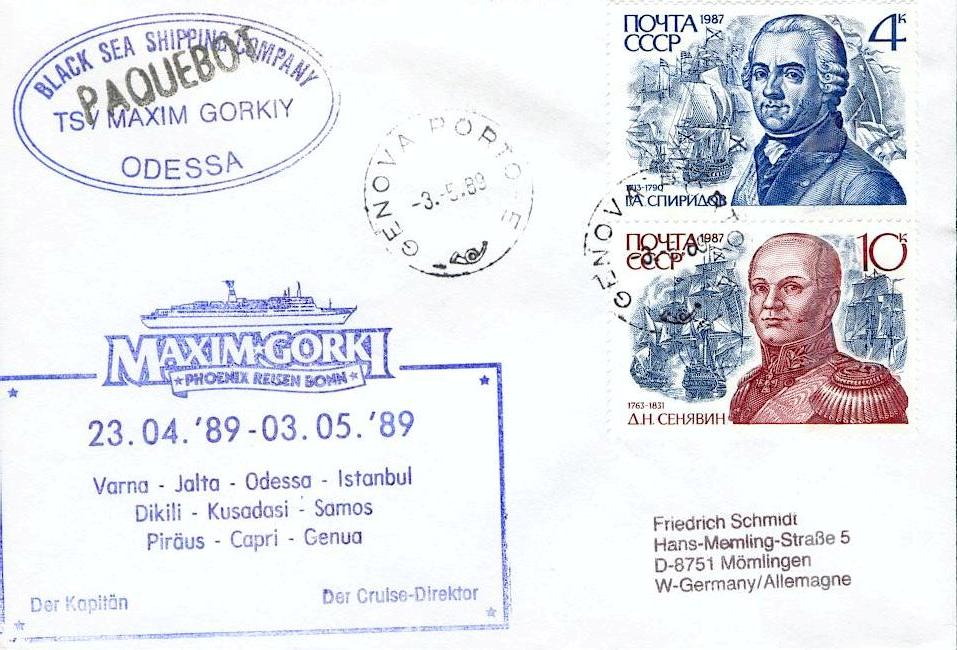 BLACK SEA SHIPPING COMPANY
PAQUEBOT
TS/ MAXIM GORKIY
ODESSA
GENOVA PORTO
-3.-5.89
ПОЧТА 1987
СССР
4к
1713-1790
Г.А. СПИРИДОВ
GENOVA
ПОЧТА 1987
СССР
10к
1763-1831
Д.Н. СЕНЯВИН
MAXIM·GORKI
PHOENIX REISEN BONN
23.04.'89-03.05.'89
Varna - Jalta - Odessa - Istanbul
Dikili - Kusadasi - Samos
Piräus - Capri - Genua
Der Kapitän
Der Cruise-Direktor
Friedrich Schmidt
Hans-Memling-Straße 5
D-8751 Mömlingen
W-Germany/Allemagne